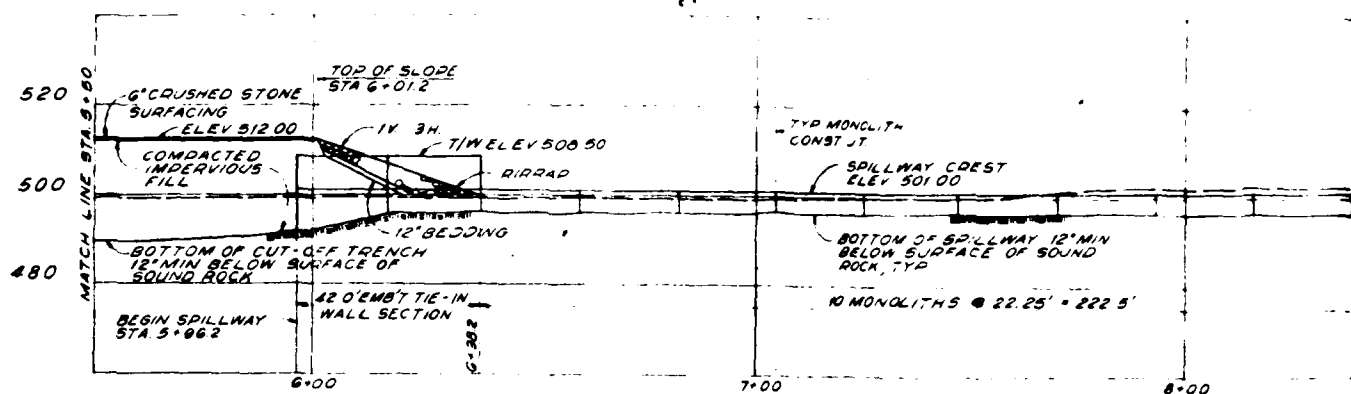 520
500
480
MATCH LINE STA. 5+80
6" CRUSHED STONE
SURFACING
ELEV 512.00
COMPACTED
IMPERVIOUS
FILL
TOP OF SLOPE
STA 6+01.2
1V. 3H.
T/W ELEV 508 50
RIPRAP
12" BEDDING
BOTTOM OF CUT-OFF TRENCH
12" MIN BELOW SURFACE OF
SOUND ROCK
BEGIN SPILLWAY
STA. 5+96.2
42 0' EMB'T TIE-IN
WALL SECTION
6+38.2
TYP MONOLITH
CONST JT
SPILLWAY CREST
ELEV 501.00
BOTTOM OF SPILLWAY 12" MIN
BELOW SURFACE OF SOUND
ROCK, TYP
10 MONOLITHS @ 22.25' = 222 5'
6+00
7+00
8+00